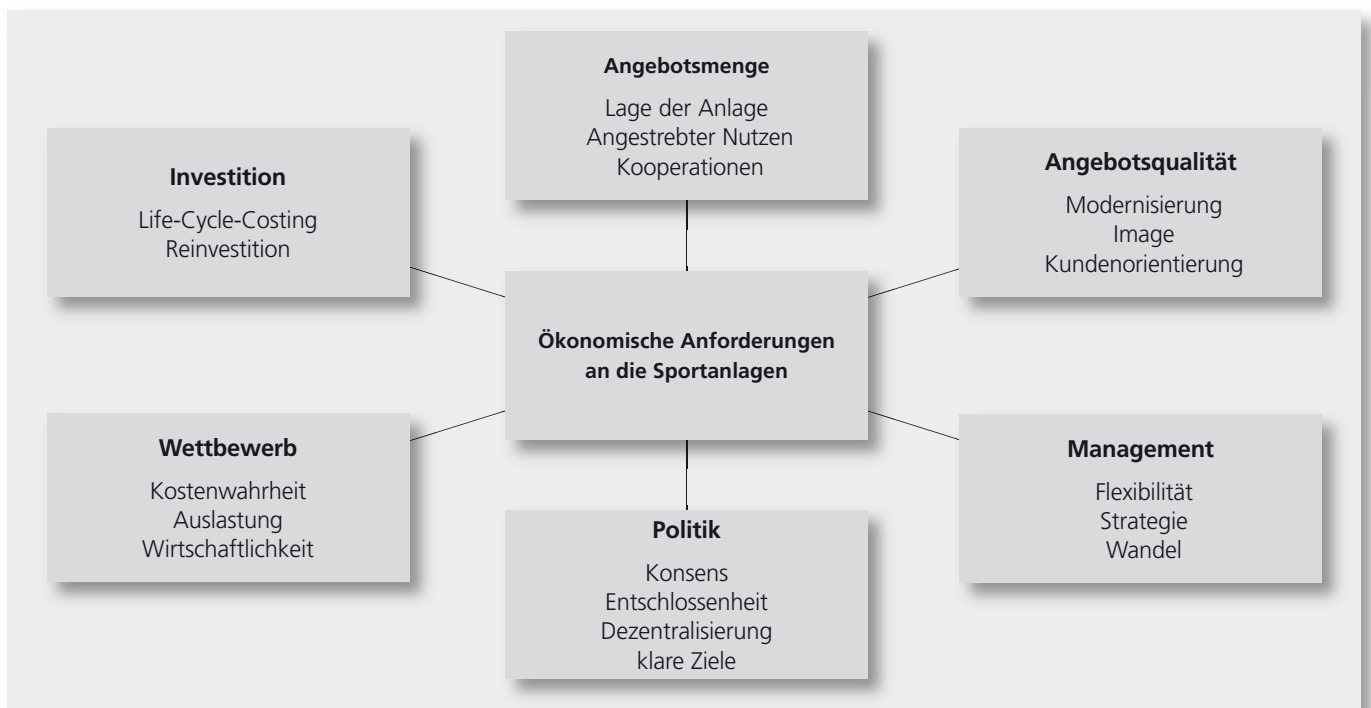 Angebotsmenge
Lage der Anlage
Angestrebter Nutzen
Kooperationen
Investition
Life-Cycle-Costing
Reinvestition
Angebotsqualität
Modernisierung
Image
Kundenorientierung
Ökonomische Anforderungen
an die Sportanlagen
Wettbewerb
Kostenwahrheit
Auslastung
Wirtschaftlichkeit
Politik
Konsens
Entschlossenheit
Dezentralisierung
klare Ziele
Management
Flexibilität
Strategie
Wandel